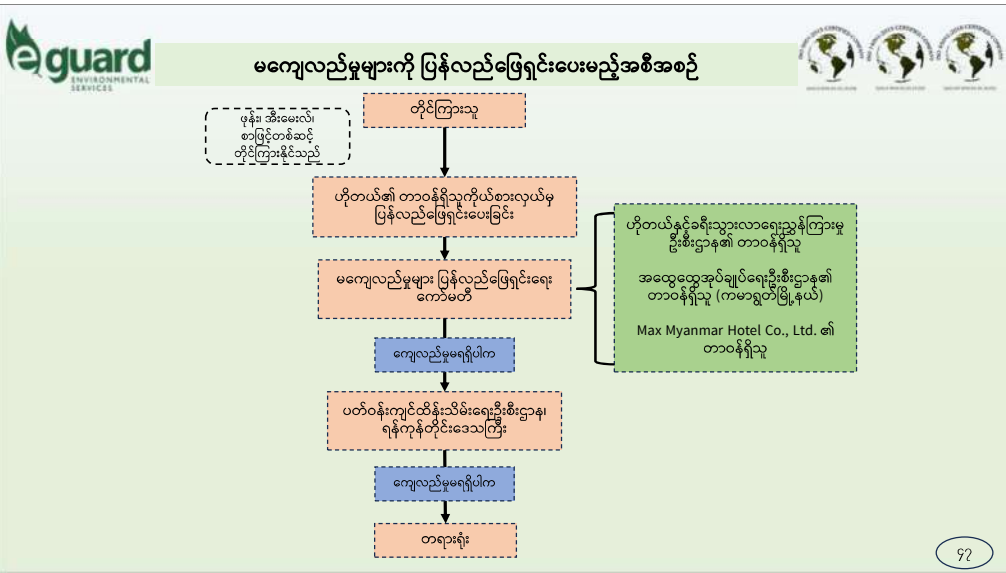 eguard
ENVIRONMENTAL
SERVICES
မကျေလည်မှုများကို ပြန်လည်ဖြေရှင်းပေးမည့်အစီအစဉ်
ဖုန်း၊ အီးမေးလ်၊
စာဖြင့်တစ်ဆင့်
တိုင်ကြားနိုင်သည်
တိုင်ကြားသူ
ဟိုတယ်၏ တာဝန်ရှိသူကိုယ်စားလှယ်မှ
ပြန်လည်ဖြေရှင်းပေးခြင်း
မကျေလည်မှုများ ပြန်လည်ဖြေရှင်းရေး
ကော်မတီ
ဟိုတယ်နှင့်ခရီးသွားလာရေးညွှန်ကြားမှု
ဦးစီးဌာန၏ တာဝန်ရှိသူ
အထွေထွေအုပ်ချုပ်ရေးဦးစီးဌာန၏
တာဝန်ရှိသူ (ကမာရွတ်မြို့နယ်)
Max Myanmar Hotel Co., Ltd. ၏
တာဝန်ရှိသူ
ကျေလည်မှုမရရှိပါက
ပတ်ဝန်းကျင်ထိန်းသိမ်းရေးဦးစီးဌာန၊
ရန်ကုန်တိုင်းဒေသကြီး
ကျေလည်မှုမရရှိပါက
တရားရုံး